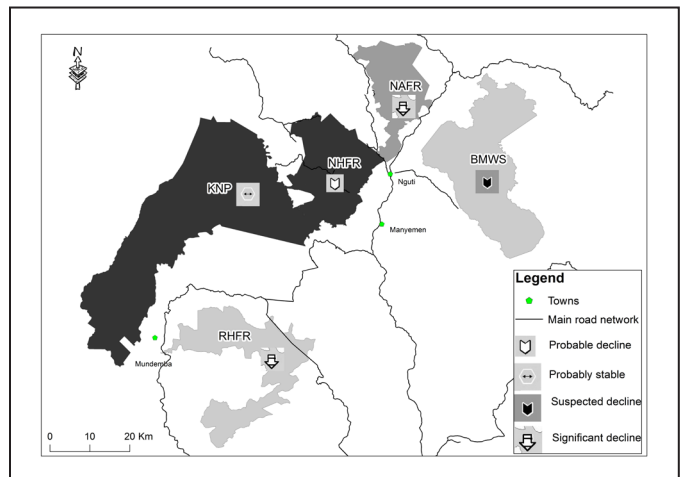 N
NAFR
NHFR
BMWS
KNP
Nguti
Manyemen
RHFR
Mundemba
0 10 20 Km
Legend
Towns
Main road network
Probable decline
Probably stable
Suspected decline
Significant decline